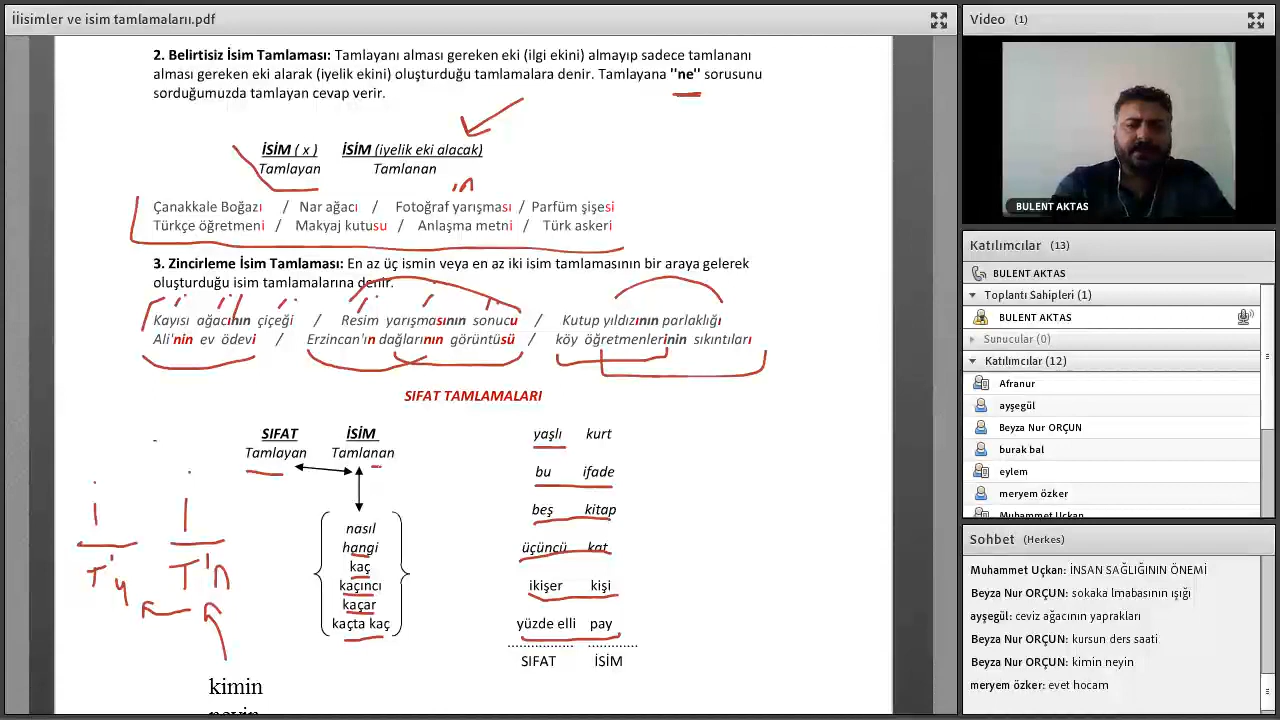 İisimler ve isim tamlamalarıı.pdf
2. Belirtisiz İsim Tamlaması: Tamlayanı alması gereken eki (ilgi ekini) almayıp sadece tamlananı
alması gereken eki alarak (iyelik ekini) oluşturduğu tamlamalara denir. Tamlayana "ne" sorusunu
sorduğumuzda tamlayan cevap verir.
İSİM ( x ) İSİM (iyelik eki alacak)
Tamlayan Tamlanan
ın
Çanakkale Boğazı / Nar ağacı / Fotoğraf yarışması / Parfüm şişesi
Türkçe öğretmeni / Makyaj kutusu / Anlaşma metni / Türk askeri
3. Zincirleme İsim Tamlaması: En az üç ismin veya en az iki isim tamlamasının bir araya gelerek
oluşturduğu isim tamlamalarına denir.
Kayısı ağacının çiçeği / Resim yarışmasının sonucu / Kutup yıldızının parlaklığı
Ali'nin ev ödevi / Erzincan'ın dağlarının görüntüsü / köy öğretmenlerinin sıkıntıları
SIFAT TAMLAMALARI
SIFAT İSİM
Tamlayan Tamlanan
nasıl
hangi
kaç
kaçıncı
kaçar
kaçta kaç
yaşlı kurt
bu ifade
beş kitap
üçüncü kat
ikişer kişi
yüzde elli pay
SIFAT İSİM
i i
T'y T'n
kimin
neyin
Video (1)
BULENT AKTAS
Katılımcılar (13)
BULENT AKTAS
Toplantı Sahipleri (1)
BULENT AKTAS
Sunucular (0)
Katılımcılar (12)
Afranur
ayşegül
Beyza Nur ORÇUN
burak bal
eylem
meryem özker
Muhammet Uçkan
Sohbet (Herkes)
Muhammet Uçkan: İNSAN SAĞLIĞININ ÖNEMİ
Beyza Nur ORÇUN: sokaka lmabasının ışığı
ayşegül: ceviz ağacının yaprakları
Beyza Nur ORÇUN: kursun ders saati
Beyza Nur ORÇUN: kimin neyin
meryem özker: evet hocam